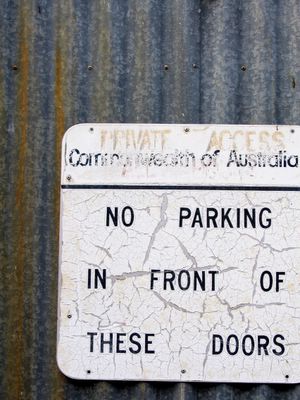 PRIVATE ACCESS
Commonwealth of Australia
NO PARKING
IN FRONT OF
THESE DOORS